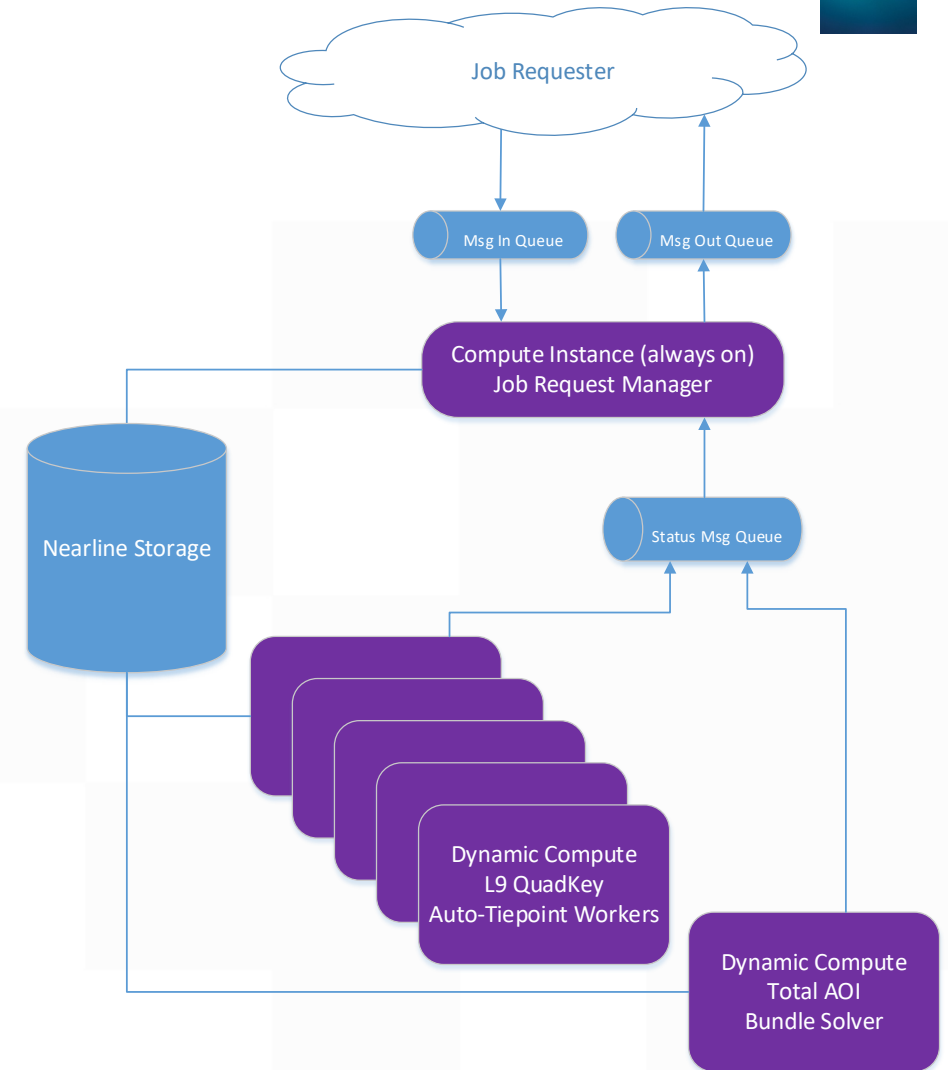 Job Requester
Msg In Queue
Msg Out Queue
Compute Instance (always on)
Job Request Manager
Nearline Storage
Status Msg Queue
Dynamic Compute
L9 QuadKey
Auto-Tiepoint Workers
Dynamic Compute
Total AOI
Bundle Solver